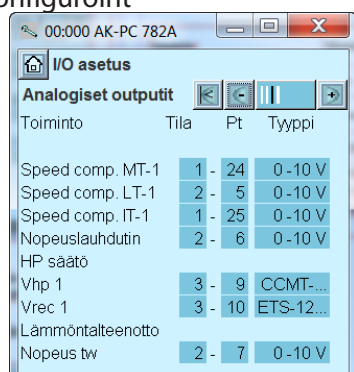 00:000 AK-PC 782A
I/O asetus
Analogiset outputit
Toiminto Tila Pt Tyyppi
Speed comp. MT-1 1 - 24 0 -10 V
Speed comp. LT-1 2 - 5 0 -10 V
Speed comp. IT-1 1 - 25 0 -10 V
Nopeuslauhdutin 2 - 6 0 -10 V
HP säätö
Vhp 1 3 - 9 CCMT-...
Vrec 1 3 - 10 ETS-12...
Lämmöntalteenotto
Nopeus tw 2 - 7 0 -10 V